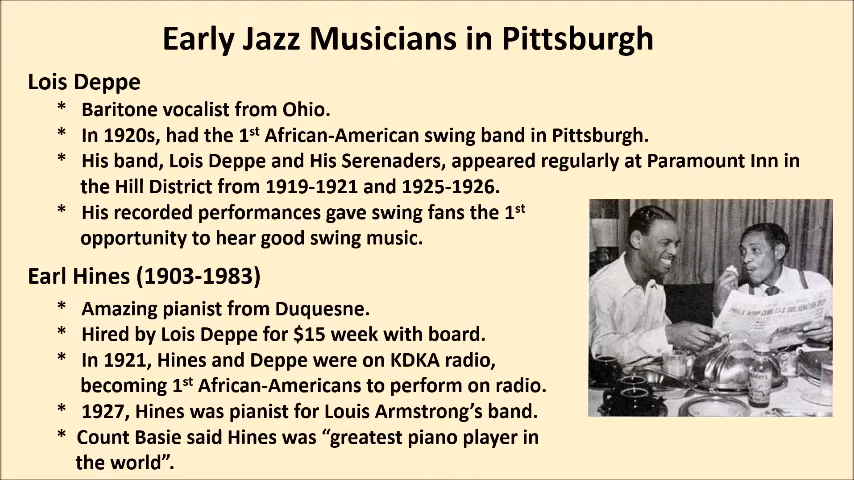 Early Jazz Musicians in Pittsburgh
Lois Deppe
* Baritone vocalist from Ohio.
* In 1920s, had the 1st African-American swing band in Pittsburgh.
* His band, Lois Deppe and His Serenaders, appeared regularly at Paramount Inn in
the Hill District from 1919-1921 and 1925-1926.
* His recorded performances gave swing fans the 1st
opportunity to hear good swing music.
Earl Hines (1903-1983)
* Amazing pianist from Duquesne.
* Hired by Lois Deppe for $15 week with board.
* In 1921, Hines and Deppe were on KDKA radio,
becoming 1st African-Americans to perform on radio.
* 1927, Hines was pianist for Louis Armstrong's band.
* Count Basie said Hines was “greatest piano player in
the world”.